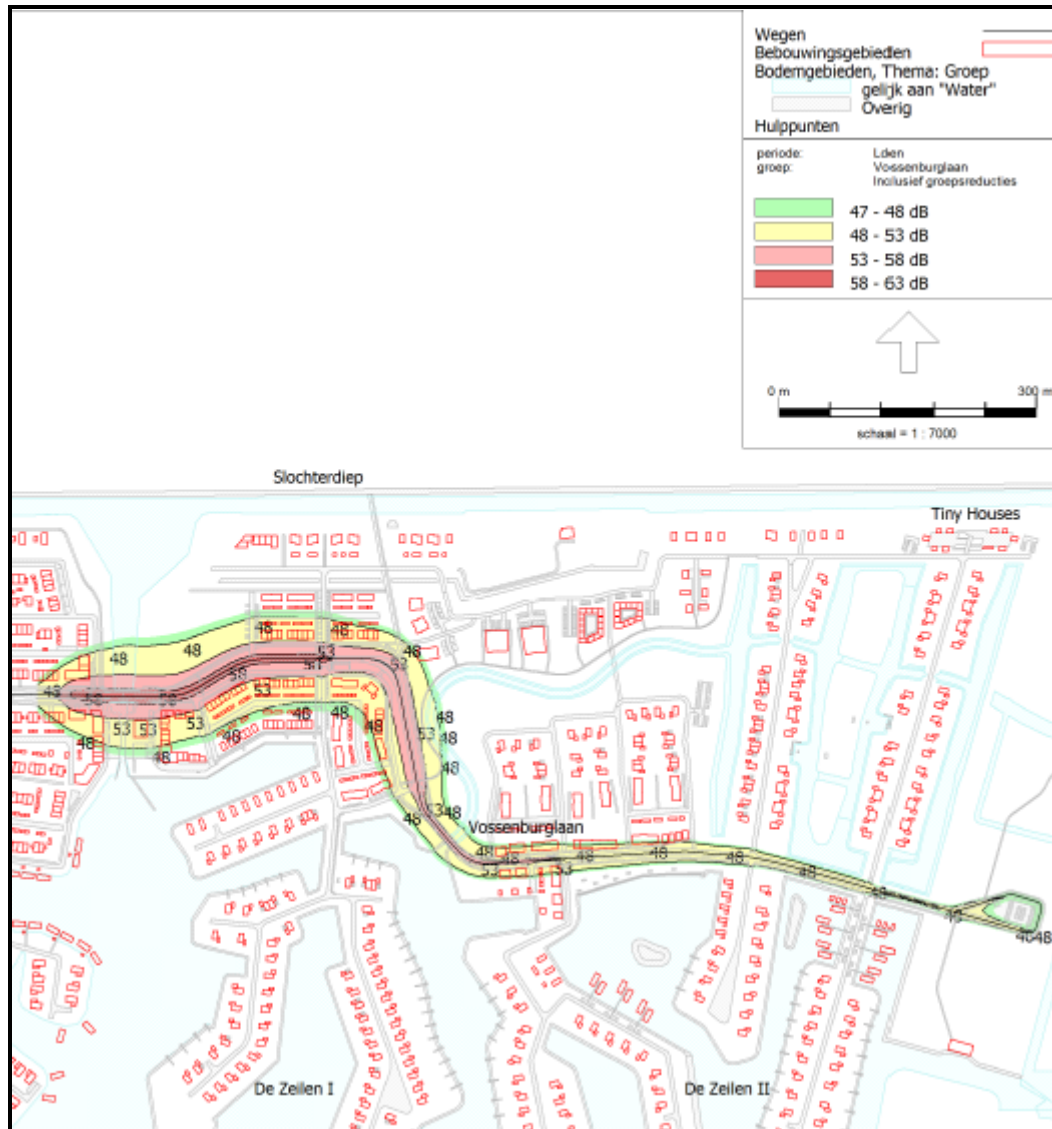 Wegen
Bebouwingsgebieden
Bodemgebieden, Thema: Groep
gelijk aan "Water"
Overig
Hulppunten
periode: Lden
groep: Vossenburglaan
Inclusief groepsreducties
47 - 48 dB
48 - 53 dB
53 - 58 dB
58 - 63 dB
0 m 300 m
schaal = 1 : 7000
Slochterdiep
Tiny Houses
48 48
48 48 48
48 53 53
58
53
53 53 53
48 48 48
48 48
48 53
48
48
48 48
Vossenburglaan
48 48 48 48 48
53 53 48
48
De Zeilen I De Zeilen II